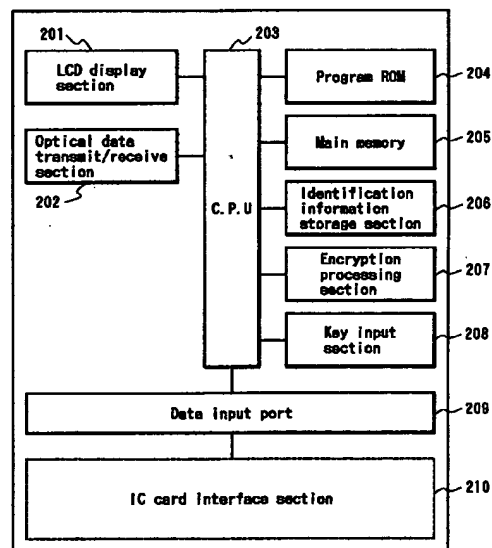 201
203
LCD display
section
Program ROM
204
Optical data
transmit/receive
section
Main memory
205
202
C.P.U
Identification
information
storage section
206
Encryption
processing
section
207
Key input
section
208
Data input port
209
IC card interface section
210